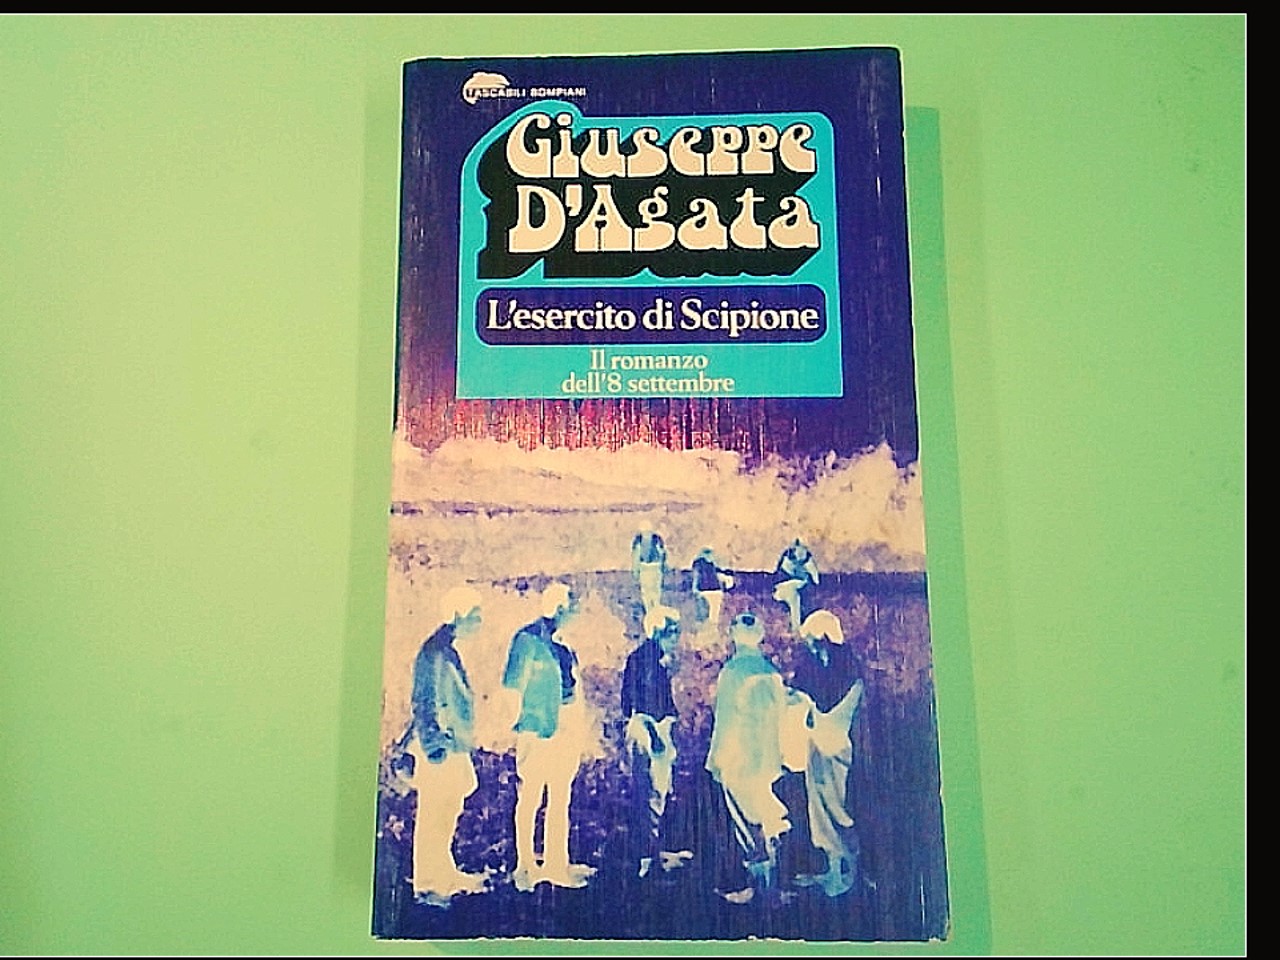 TASCABILI BOMPIANI
Giuseppe
D'Agata
L'esercito di Scipione
Il romanzo
dell'8 settembre